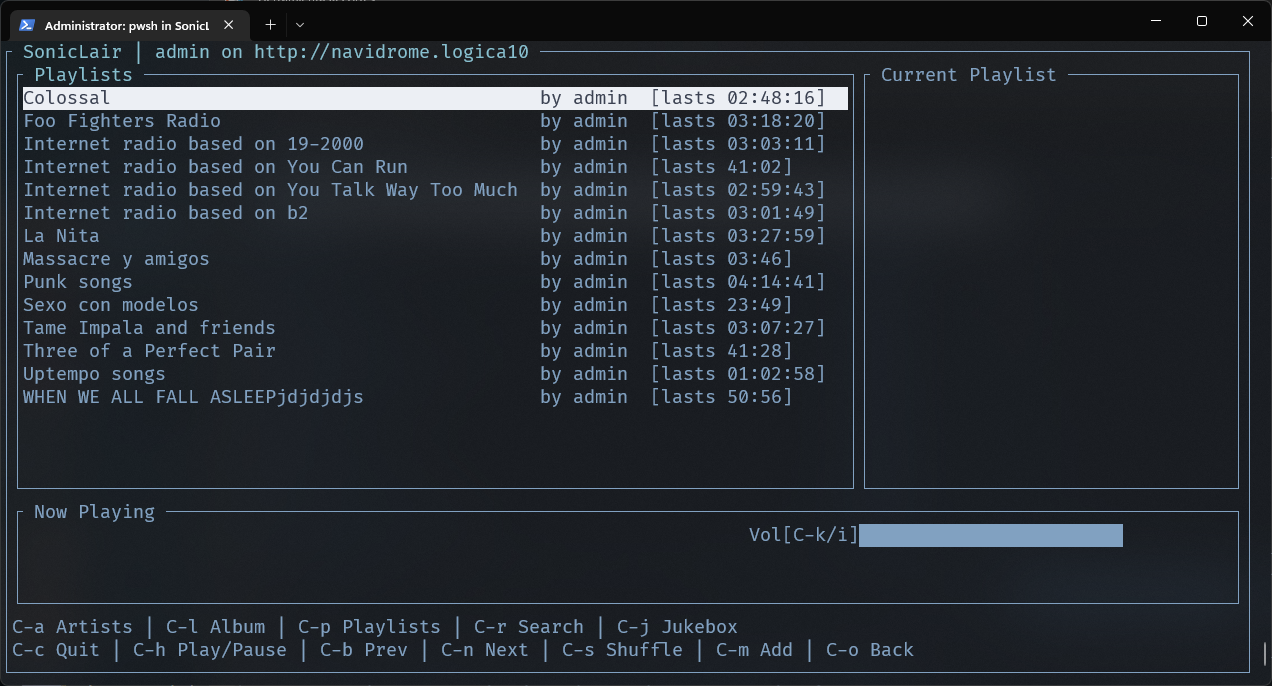 Administrator: pwsh in SonicL
SonicLair | admin on http://navidrome.logica10
Playlists
Colossal by admin [lasts 02:48:16]
Foo Fighters Radio by admin [lasts 03:18:20]
Internet radio based on 19-2000 by admin [lasts 03:03:11]
Internet radio based on You Can Run by admin [lasts 41:02]
Internet radio based on You Talk Way Too Much by admin [lasts 02:59:43]
Internet radio based on b2 by admin [lasts 03:01:49]
La Nita by admin [lasts 03:27:59]
Massacre y amigos by admin [lasts 03:46]
Punk songs by admin [lasts 04:14:41]
Sexo con modelos by admin [lasts 23:49]
Tame Impala and friends by admin [lasts 03:07:27]
Three of a Perfect Pair by admin [lasts 41:28]
Uptempo songs by admin [lasts 01:02:58]
WHEN WE ALL FALL ASLEEPjdjdjdjs by admin [lasts 50:56]
Current Playlist
Now Playing
Vol[C-k/i]
C-a Artists | C-l Album | C-p Playlists | C-r Search | C-j Jukebox
C-c Quit | C-h Play/Pause | C-b Prev | C-n Next | C-s Shuffle | C-m Add | C-o Back